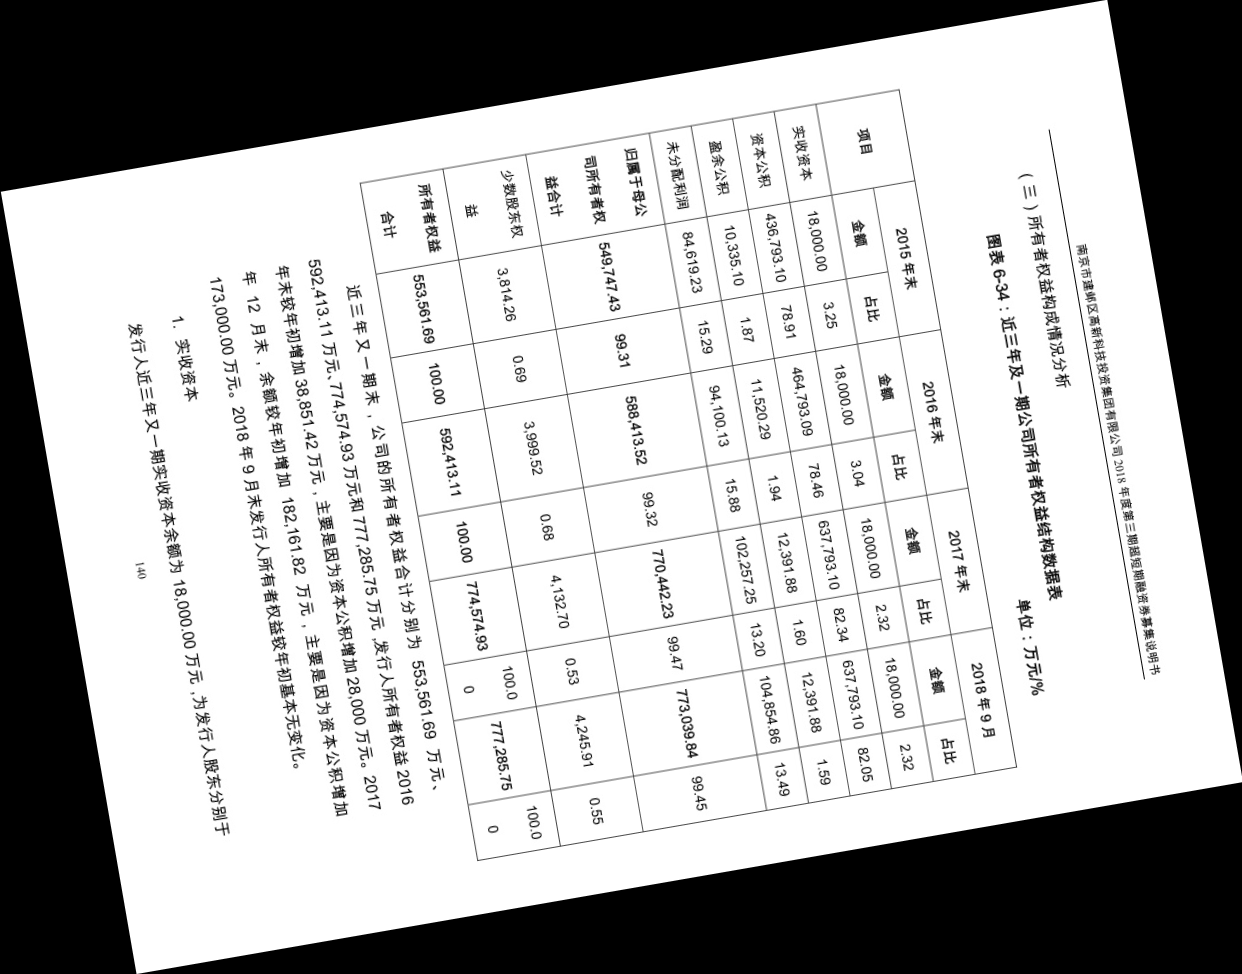 南京市建邺区高新科技投资集团有限公司 2018 年度第三期超短期融资券募集说明书
（三）所有者权益构成情况分析
图表 6-34：近三年及一期公司所有者权益结构数据表
单位：万元/%
项目 2015 年末 2016 年末 2017 年末 2018 年 9 月
金额 占比 金额 占比 金额 占比 金额 占比
实收资本 18,000.00 3.25 18,000.00 3.04 18,000.00 2.32 18,000.00 2.32
资本公积 436,793.10 78.91 464,793.09 78.46 637,793.10 82.34 637,793.10 82.05
盈余公积 10,335.10 1.87 11,520.29 1.94 12,391.88 1.60 12,391.88 1.59
未分配利润 84,619.23 15.29 94,100.13 15.88 102,257.25 13.20 104,854.86 13.49
归属于母公
司所有者权
益合计 549,747.43 99.31 588,413.52 99.32 770,442.23 99.47 773,039.84 99.45
少数股东权
益 3,814.26 0.69 3,999.52 0.68 4,132.70 0.53 4,245.91 0.55
所有者权益
合计 553,561.69 100.00 592,413.11 100.00 774,574.93 100.0
0 777,285.75 100.0
0
近三年又一期末，公司的所有者权益合计分别为 553,561.69 万元、
592,413.11 万元、774,574.93 万元和 777,285.75 万元，发行人所有者权益 2016
年末较年初增加 38,851.42 万元，主要是因为资本公积增加 28,000 万元。2017
年 12 月末，余额较年初增加 182,161.82 万元，主要是因为资本公积增加
173,000.00 万元。2018 年 9 月末发行人所有者权益较年初基本无变化。
1. 实收资本
发行人近三年又一期实收资本余额为 18,000.00 万元，为发行人股东分别于
140